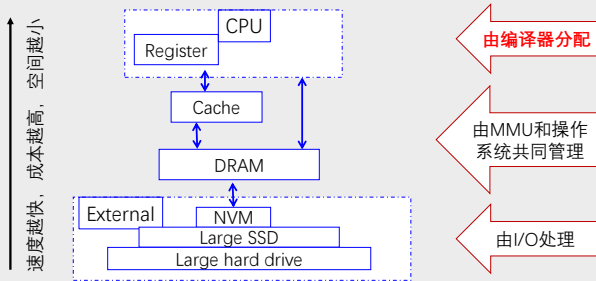 速度越快，成本越高，空间越小
CPU
Register
Cache
DRAM
External
NVM
Large SSD
Large hard drive
由编译器分配
由MMU和操作
系统共同管理
由I/O处理